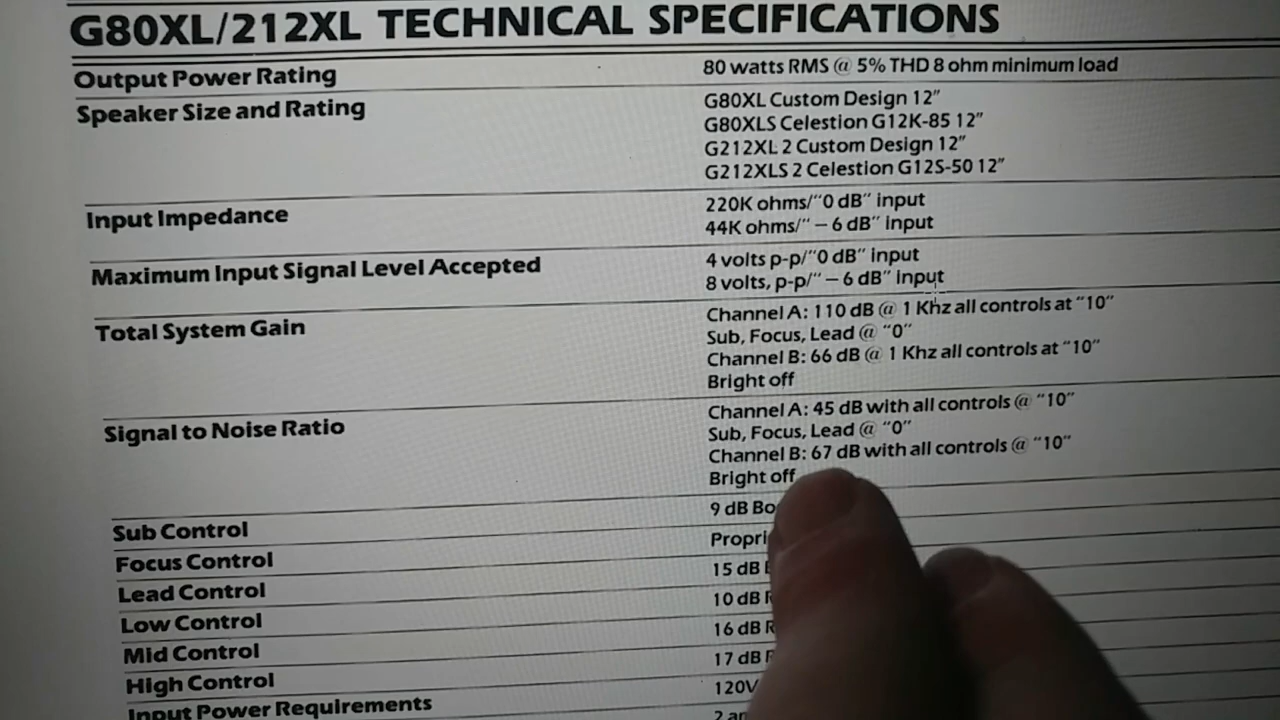 G80XL/212XL TECHNICAL SPECIFICATIONS
Output Power Rating 80 watts RMS @ 5% THD 8 ohm minimum load
Speaker Size and Rating G80XL Custom Design 12"
G80XLS Celestion G12K-85 12"
G212XL 2 Custom Design 12"
G212XLS 2 Celestion G12S-50 12"
Input Impedance 220K ohms/"0 dB" input
44K ohms/" – 6 dB" input
Maximum Input Signal Level Accepted 4 volts p-p/"0 dB" input
8 volts, p-p/" – 6 dB" input
Total System Gain Channel A: 110 dB @ 1 Khz all controls at "10"
Sub, Focus, Lead @ "0"
Channel B: 66 dB @ 1 Khz all controls at "10"
Bright off
Signal to Noise Ratio Channel A: 45 dB with all controls @ "10"
Sub, Focus, Lead @ "0"
Channel B: 67 dB with all controls @ "10"
Bright off
Sub Control 9 dB
Focus Control
Lead Control 15 dB
Low Control 10 dB
Mid Control 16 dB
High Control 17 dB
Input Power Requirements 120V